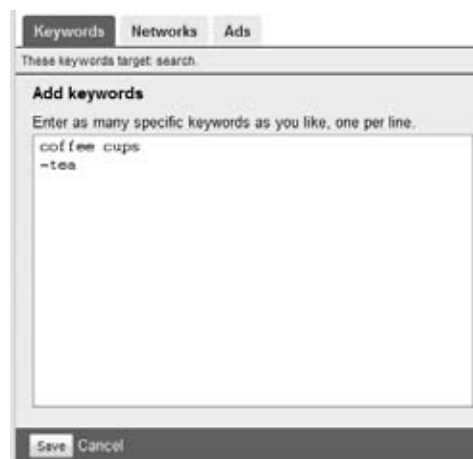 Keywords Networks Ads
These keywords target: search.
Add keywords
Enter as many specific keywords as you like, one per line.
coffee cups
-tea
Save Cancel